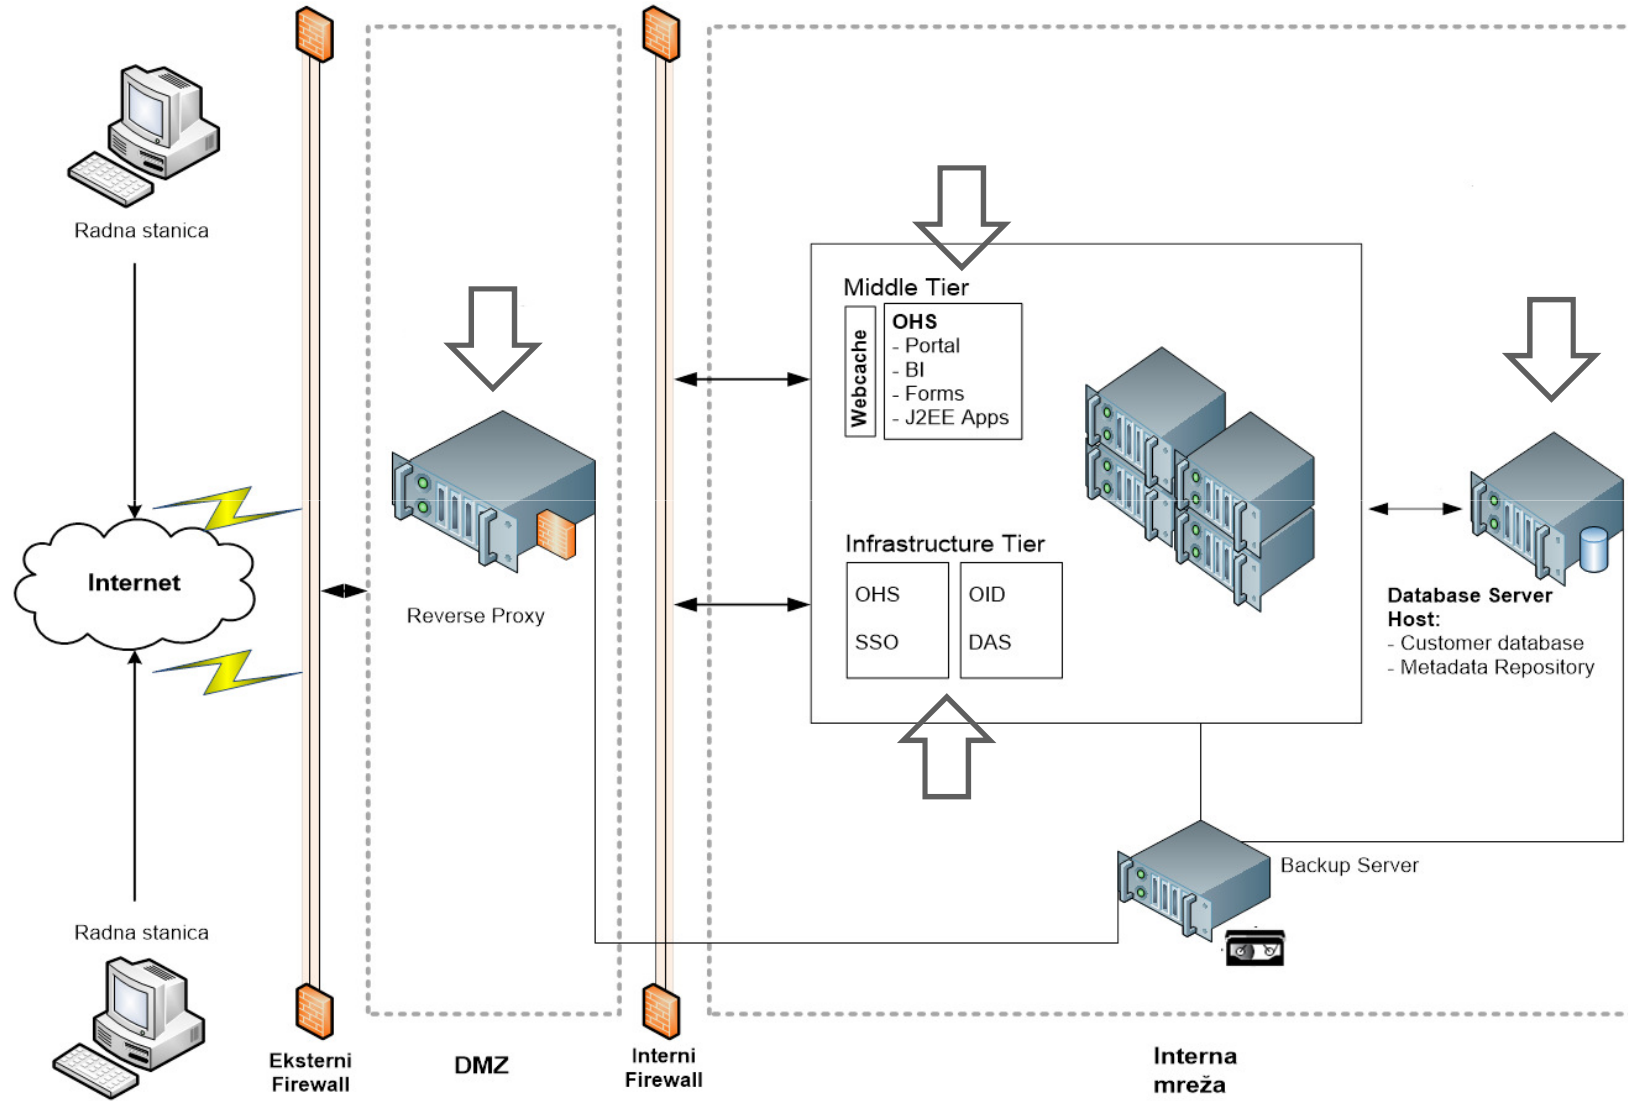 Radna stanica
Internet
Radna stanica
Eksterni
Firewall
Reverse Proxy
DMZ
Interni
Firewall
Middle Tier
Webcache
OHS
- Portal
- BI
- Forms
- J2EE Apps
Infrastructure Tier
OHS
SSO
OID
DAS
Database Server
Host:
- Customer database
- Metadata Repository
Backup Server
Interna
mreža